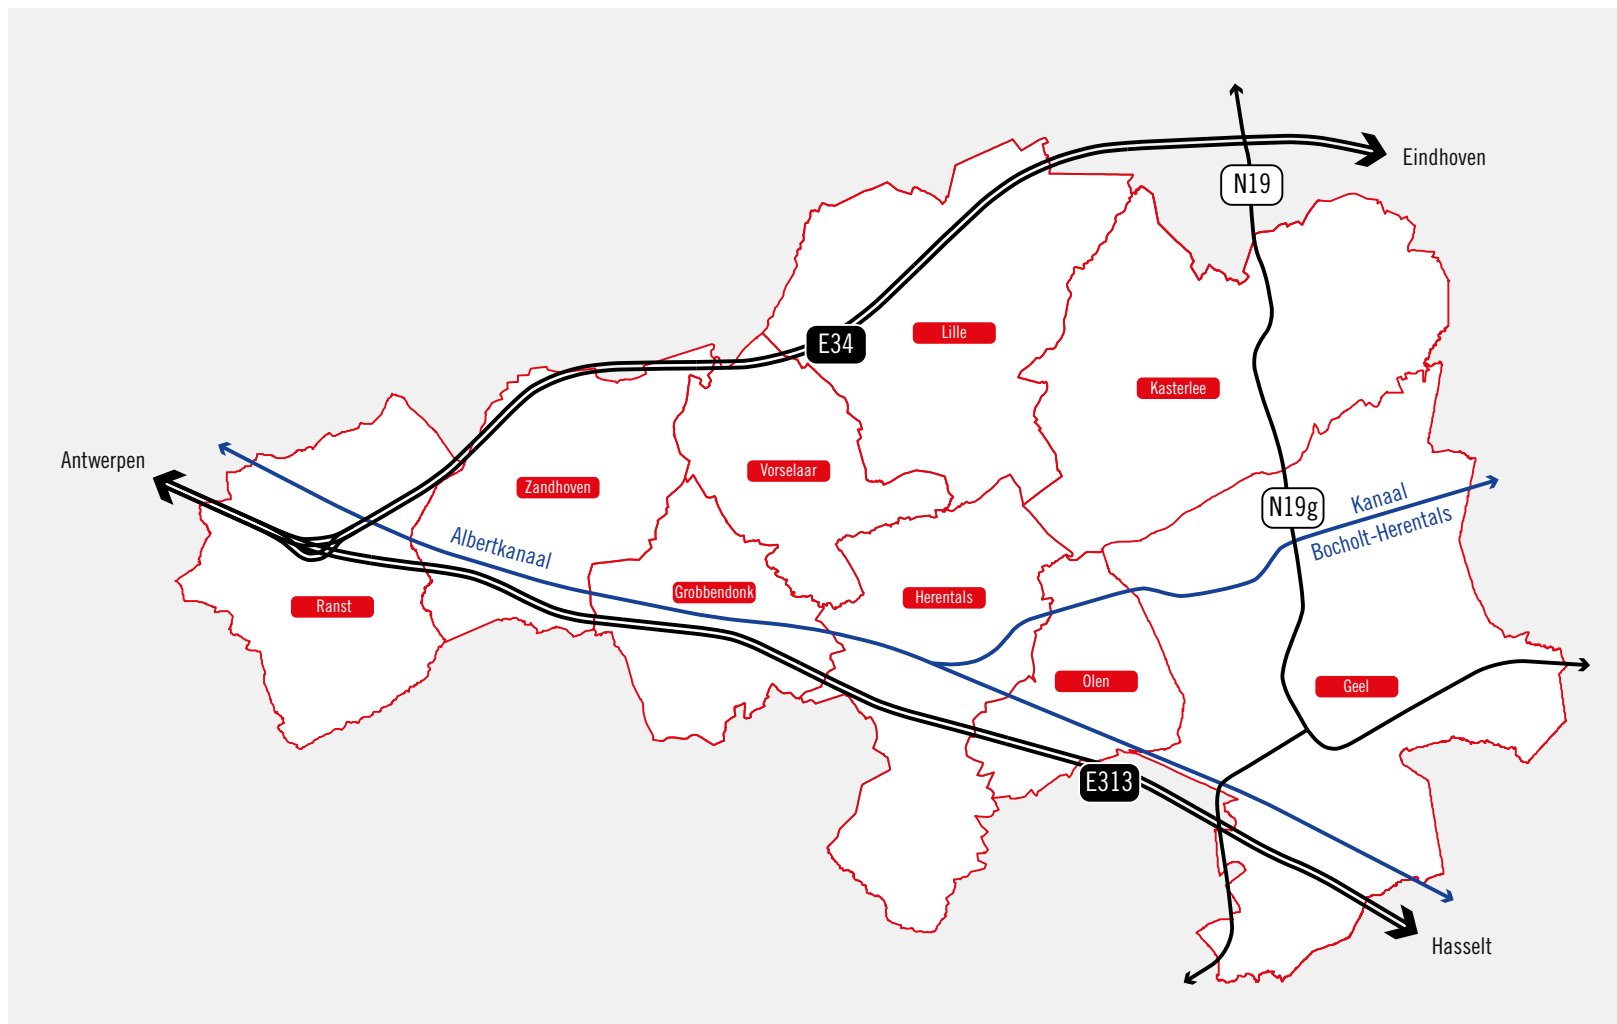 Eindhoven
N19
Lille
E34
Kasterlee
Antwerpen
Vorselaar
Zandhoven
N19g
Kanaal
Bocholt-Herentals
Albertkanaal
Grobbendonk
Herentals
Ranst
Olen
Geel
E313
Hasselt